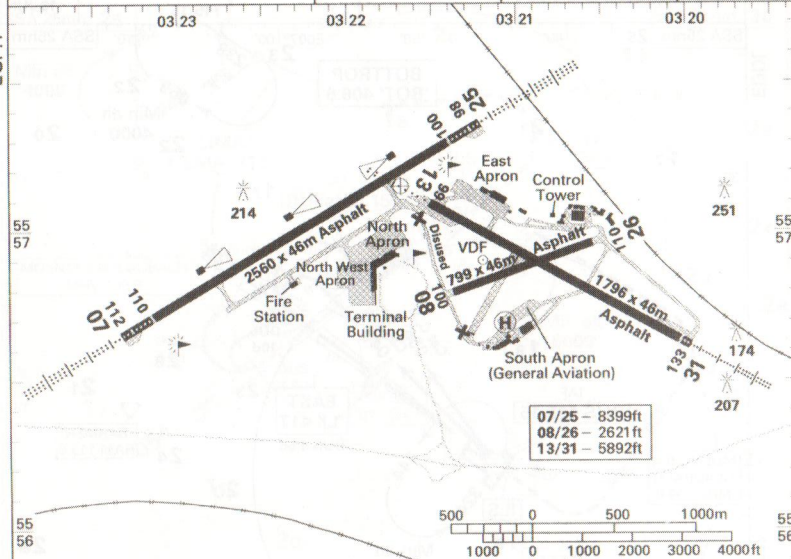 03 23
03 22
03 21
03 20
25
98
100
East
Apron
Control
Tower
13
99
26
110
251
214
55
57
55
57
2560 x 46m Asphalt
North
Apron
Disused
VDF
Asphalt
799 x 46m
North West
Apron
1796 x 46m
Asphalt
Fire
Station
08
100
Terminal
Building
110
112
07
H
South Apron
(General Aviation)
133
31
174
207
07/25 – 8399ft
08/26 – 2621ft
13/31 – 5892ft
500 0 500 1000m
1000 0 1000 2000 3000 4000ft
55
56
55
56